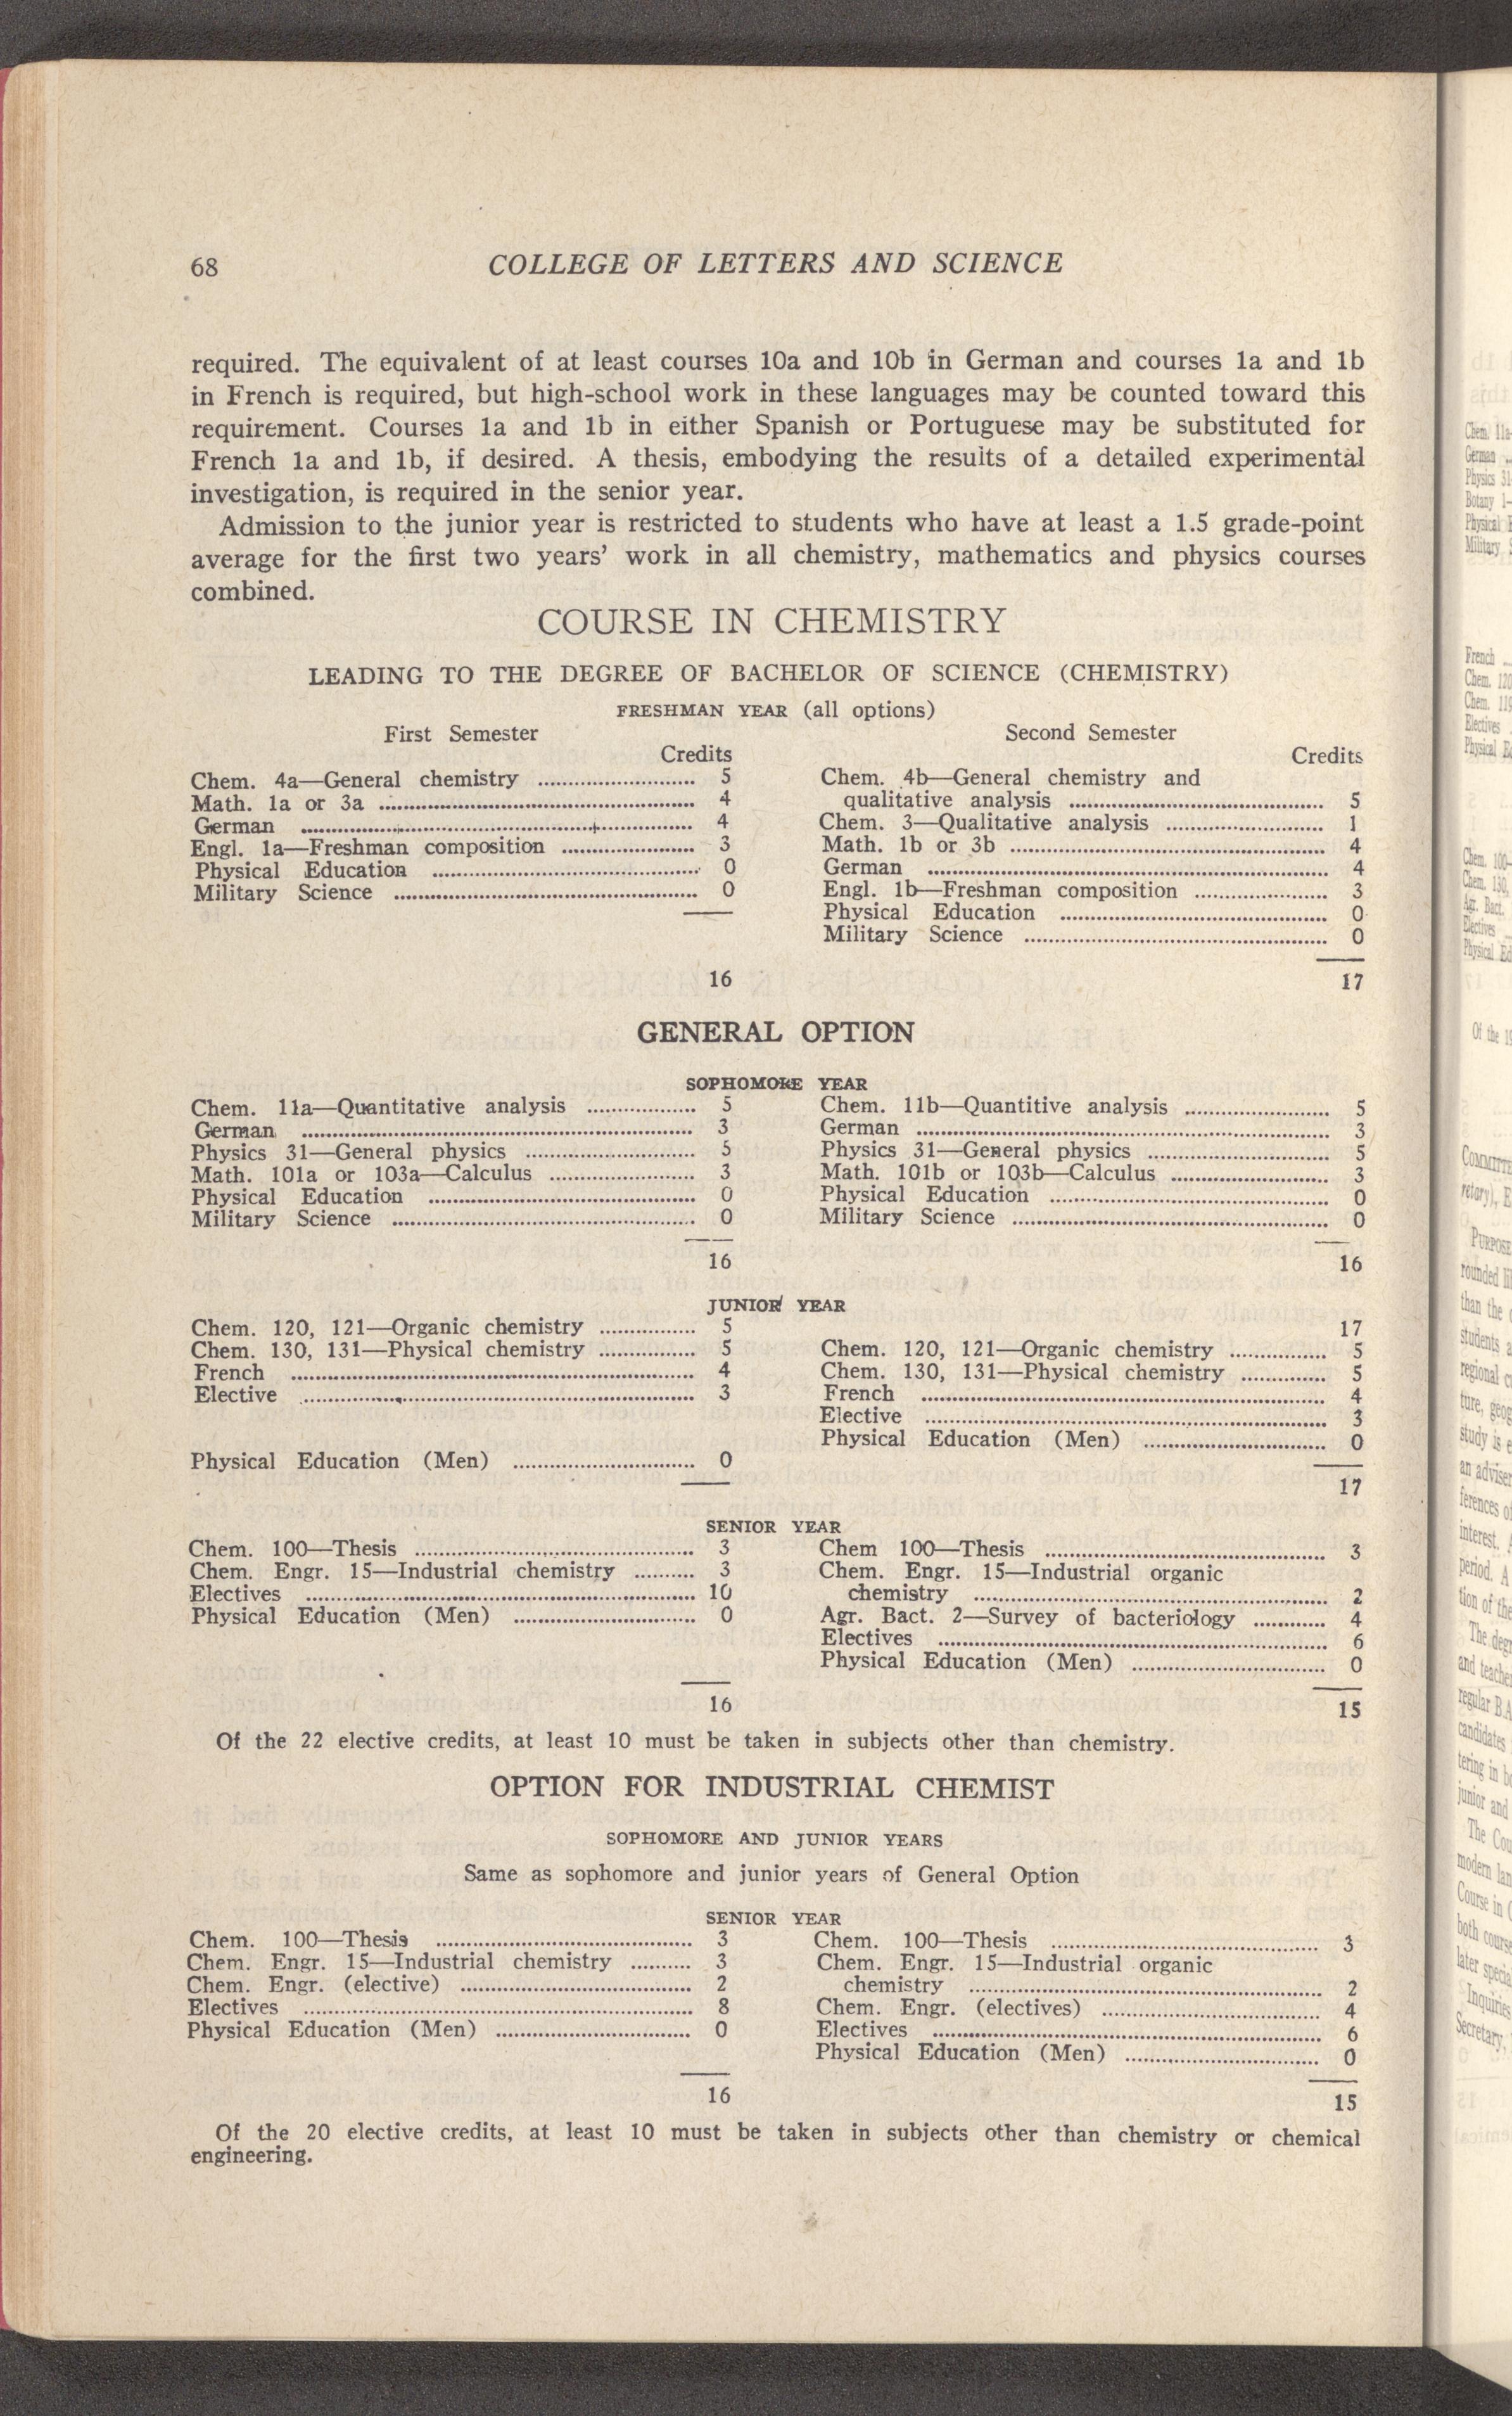 68
COLLEGE OF LETTERS AND SCIENCE
required. The equivalent of at least courses 10a and 10b in German and courses 1a and 1b
in French is required, but high-school work in these languages may be counted toward this
requirement. Courses 1a and 1b in either Spanish or Portuguese may be substituted for
French 1a and 1b, if desired. A thesis, embodying the results of a detailed experimental
investigation, is required in the senior year.
Admission to the junior year is restricted to students who have at least a 1.5 grade-point
average for the first two years' work in all chemistry, mathematics and physics courses
combined.
COURSE IN CHEMISTRY
LEADING TO THE DEGREE OF BACHELOR OF SCIENCE (CHEMISTRY)
FRESHMAN YEAR (all options)
First Semester
Credits
Chem. 4a—General chemistry 5
Math. 1a or 3a 4
German 4
Engl. 1a—Freshman composition 3
Physical Education 0
Military Science 0
16
Second Semester
Credits
Chem. 4b—General chemistry and
qualitative analysis 5
Chem. 3—Qualitative analysis 1
Math. 1b or 3b 4
German 4
Engl. 1b—Freshman composition 3
Physical Education 0
Military Science 0
17
GENERAL OPTION
SOPHOMORE YEAR
Chem. 11a—Quantitative analysis 5
German 3
Physics 31—General physics 5
Math. 101a or 103a—Calculus 3
Physical Education 0
Military Science 0
16
Chem. 11b—Quantitive analysis 5
German 3
Physics 31—General physics 5
Math. 101b or 103b—Calculus 3
Physical Education 0
Military Science 0
16
JUNIOR YEAR
Chem. 120, 121—Organic chemistry 5
Chem. 130, 131—Physical chemistry 5
French 4
Elective 3
Physical Education (Men) 0
17
Chem. 120, 121—Organic chemistry 5
Chem. 130, 131—Physical chemistry 5
French 4
Elective 3
Physical Education (Men) 0
17
SENIOR YEAR
Chem. 100—Thesis 3
Chem. Engr. 15—Industrial chemistry 3
Electives 10
Physical Education (Men) 0
16
Chem 100—Thesis 3
Chem. Engr. 15—Industrial organic
chemistry 2
Agr. Bact. 2—Survey of bacteriology 4
Electives 6
Physical Education (Men) 0
15
Of the 22 elective credits, at least 10 must be taken in subjects other than chemistry.
OPTION FOR INDUSTRIAL CHEMIST
SOPHOMORE AND JUNIOR YEARS
Same as sophomore and junior years of General Option
SENIOR YEAR
Chem. 100—Thesis 3
Chem. Engr. 15—Industrial chemistry 3
Chem. Engr. (elective) 2
Electives 8
Physical Education (Men) 0
16
Chem. 100—Thesis 3
Chem. Engr. 15—Industrial organic
chemistry 2
Chem. Engr. (electives) 4
Electives 6
Physical Education (Men) 0
15
Of the 20 elective credits, at least 10 must be taken in subjects other than chemistry or chemical
engineering.